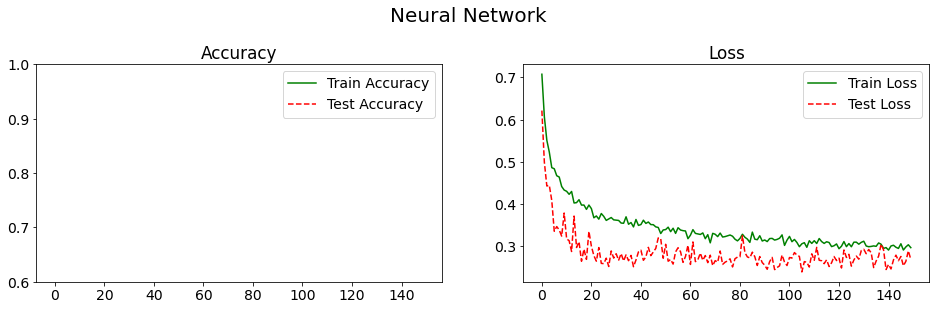 Neural Network
Accuracy
1.0
0.9
0.8
0.7
0.6
0 20 40 60 80 100 120 140
Train Accuracy
Test Accuracy
Loss
0.7
0.6
0.5
0.4
0.3
0 20 40 60 80 100 120 140
Train Loss
Test Loss